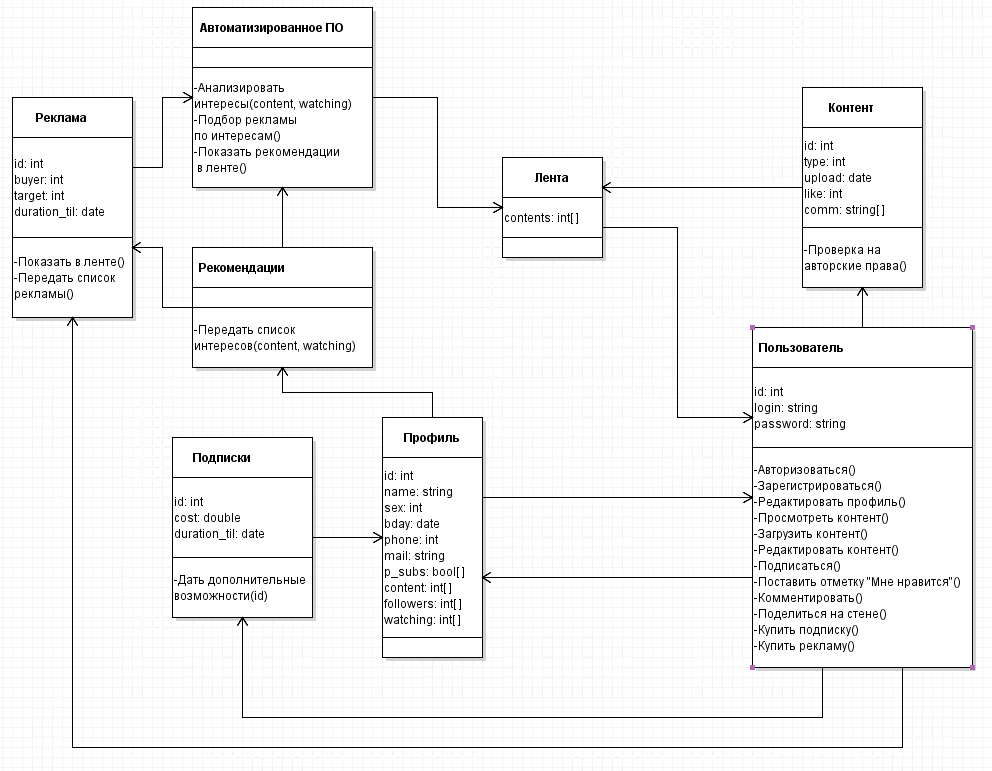 Автоматизированное ПО
-Анализировать
интересы(content, watching)
-Подбор рекламы
по интересам()
-Показать рекомендации
в ленте()
Реклама
id: int
buyer: int
target: int
duration_til: date
-Показать в ленте()
-Передать список
рекламы()
Лента
contents: int[ ]
Контент
id: int
type: int
upload: date
like: int
comm: string[ ]
-Проверка на
авторские права()
Рекомендации
-Передать список
интересов(content, watching)
Пользователь
id: int
login: string
password: string
-Авторизоваться()
-Зарегистрироваться()
-Редактировать профиль()
-Просмотреть контент()
-Загрузить контент()
-Редактировать контент()
-Подписаться()
-Поставить отметку "Мне нравится"()
-Комментировать()
-Поделиться на стене()
-Купить подписку()
-Купить рекламу()
Профиль
id: int
name: string
sex: int
bday: date
phone: int
mail: string
p_subs: bool[ ]
content: int[ ]
followers: int[ ]
watching: int[ ]
Подписки
id: int
cost: double
duration_til: date
-Дать дополнительные
возможности(id)